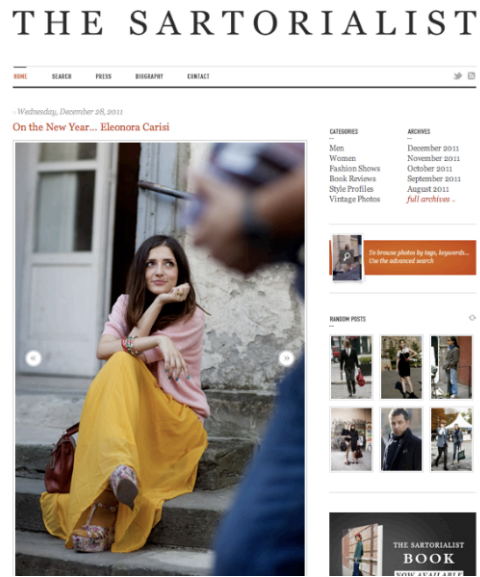 THE SARTORIALIST
HOME SEARCH PRESS BIOGRAPHY CONTACT
Wednesday, December 28, 2011
On the New Year... Eleonora Carisi
CATEGORIES
Men
Women
Fashion Shows
Book Reviews
Style Profiles
Vintage Photos
ARCHIVES
December 2011
November 2011
October 2011
September 2011
August 2011
full archives
To browse photos by tags, keywords...
Use the advanced search
RANDOM POSTS
THE SARTORIALIST
BOOK
NOW AVAILABLE